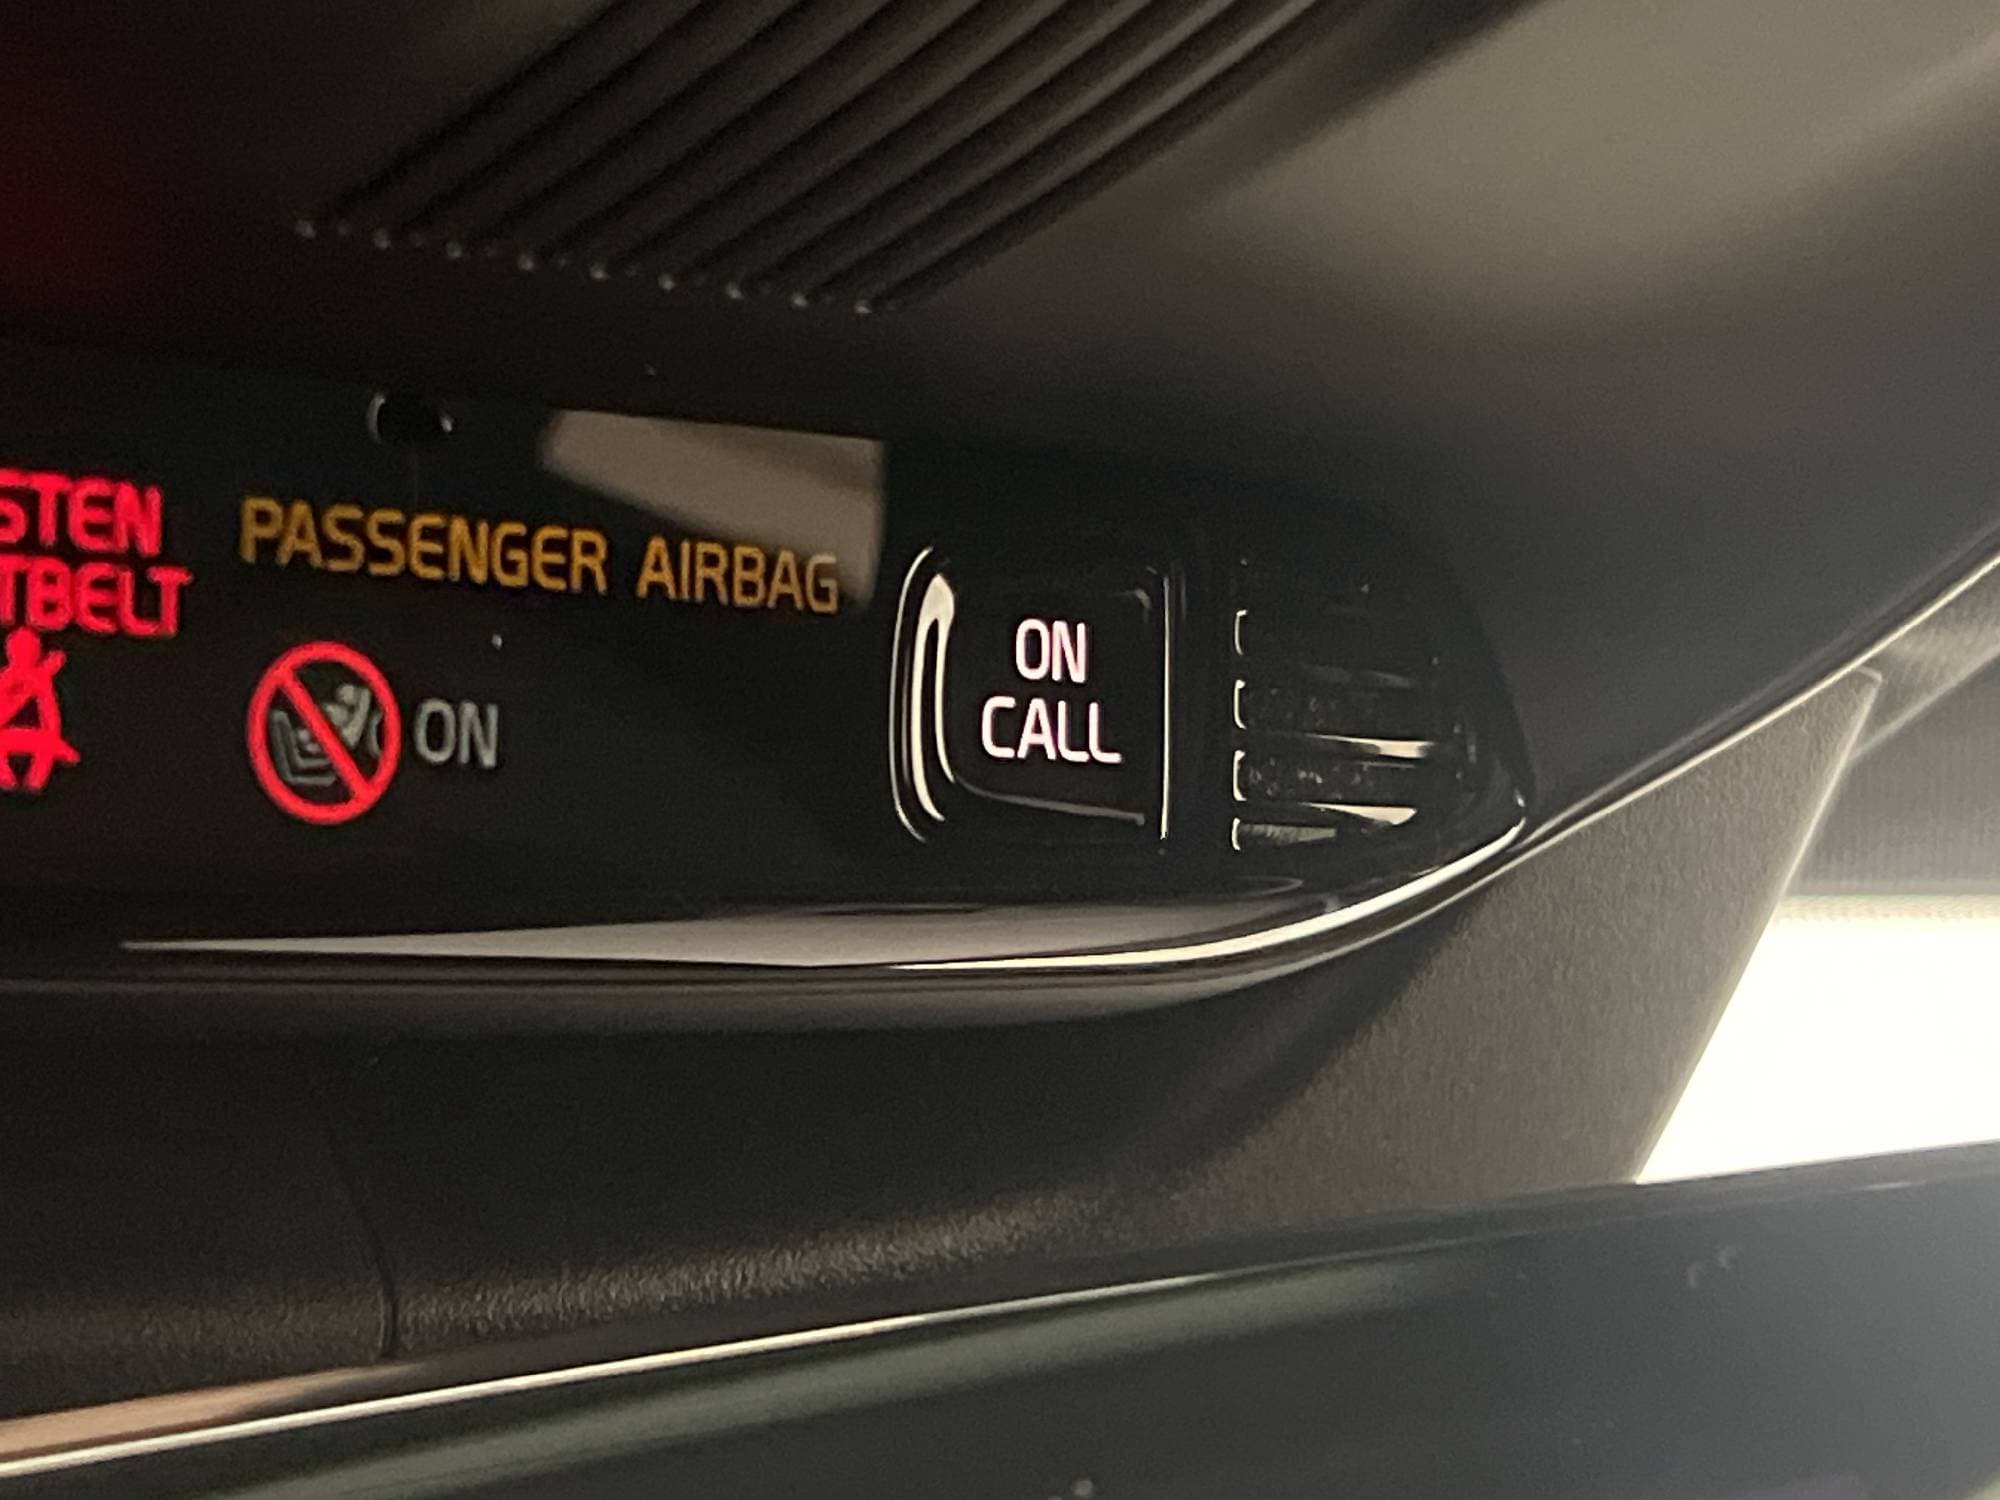 STEN
TBELT
PASSENGER AIRBAG
ON
ON
CALL